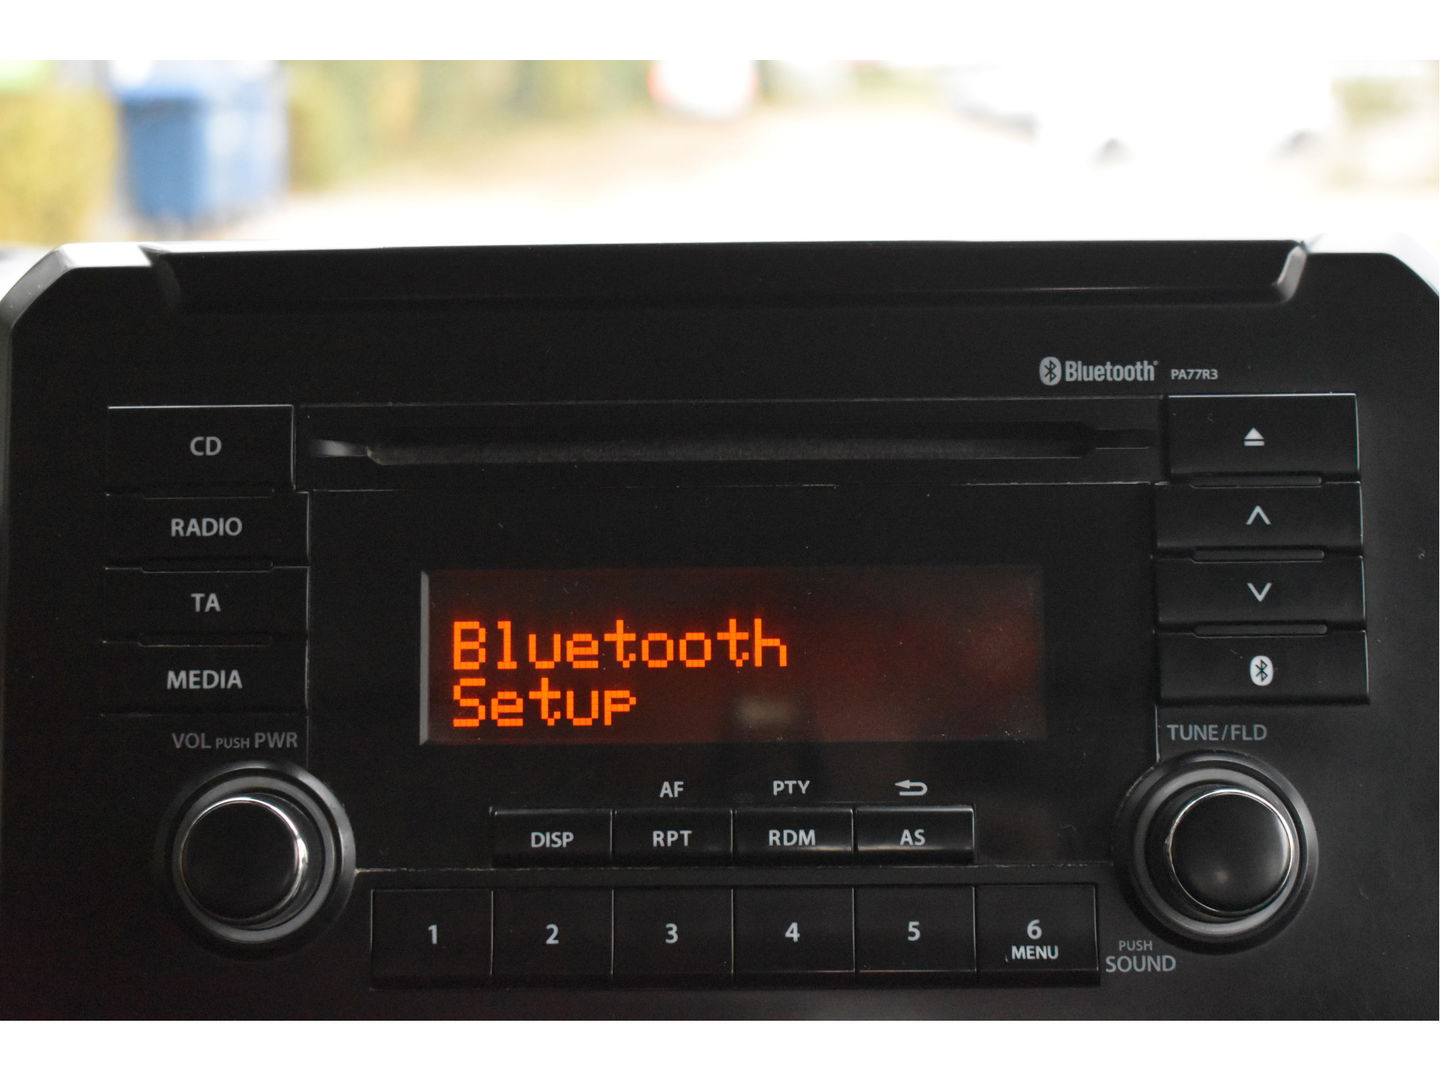 Bluetooth® PA77R3
CD
RADIO
TA
MEDIA
VOL PUSH PWR
Bluetooth
Setup
TUNE/FLD
AF PTY
DISP RPT RDM AS
1 2 3 4 5 6
MENU
PUSH
SOUND